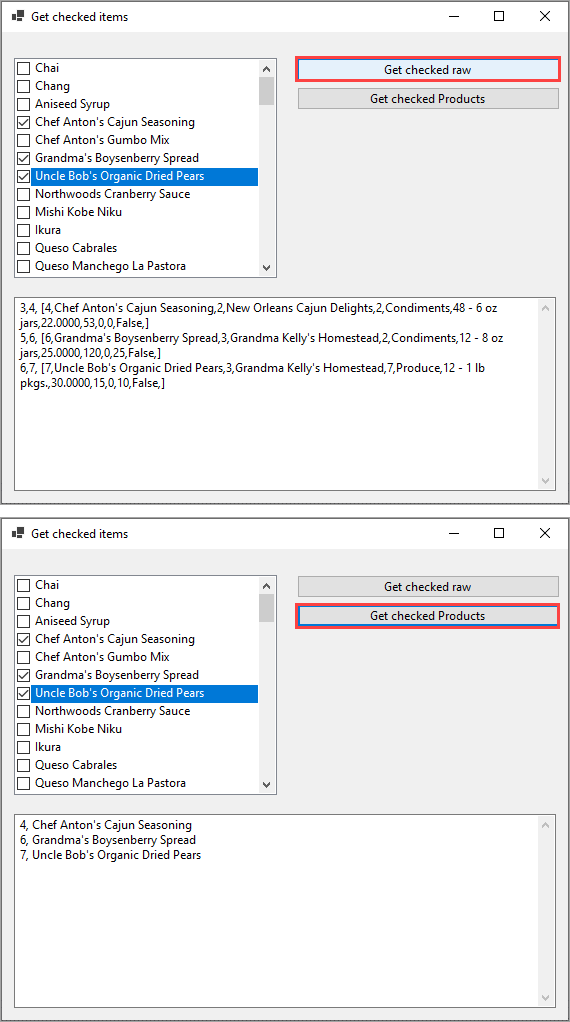 Get checked items
Chai
Chang
Aniseed Syrup
Chef Anton's Cajun Seasoning
Chef Anton's Gumbo Mix
Grandma's Boysenberry Spread
Uncle Bob's Organic Dried Pears
Northwoods Cranberry Sauce
Mishi Kobe Niku
Ikura
Queso Cabrales
Queso Manchego La Pastora
Get checked raw
Get checked Products
3,4, [4,Chef Anton's Cajun Seasoning,2,New Orleans Cajun Delights,2,Condiments,48 - 6 oz
jars,22.0000,53,0,0,False,]
5,6, [6,Grandma's Boysenberry Spread,3,Grandma Kelly's Homestead,2,Condiments,12 - 8 oz
jars,25.0000,120,0,25,False,]
6,7, [7,Uncle Bob's Organic Dried Pears,3,Grandma Kelly's Homestead,7,Produce,12 - 1 lb
pkgs.,30.0000,15,0,10,False,]
Get checked items
Chai
Chang
Aniseed Syrup
Chef Anton's Cajun Seasoning
Chef Anton's Gumbo Mix
Grandma's Boysenberry Spread
Uncle Bob's Organic Dried Pears
Northwoods Cranberry Sauce
Mishi Kobe Niku
Ikura
Queso Cabrales
Queso Manchego La Pastora
Get checked raw
Get checked Products
4, Chef Anton's Cajun Seasoning
6, Grandma's Boysenberry Spread
7, Uncle Bob's Organic Dried Pears